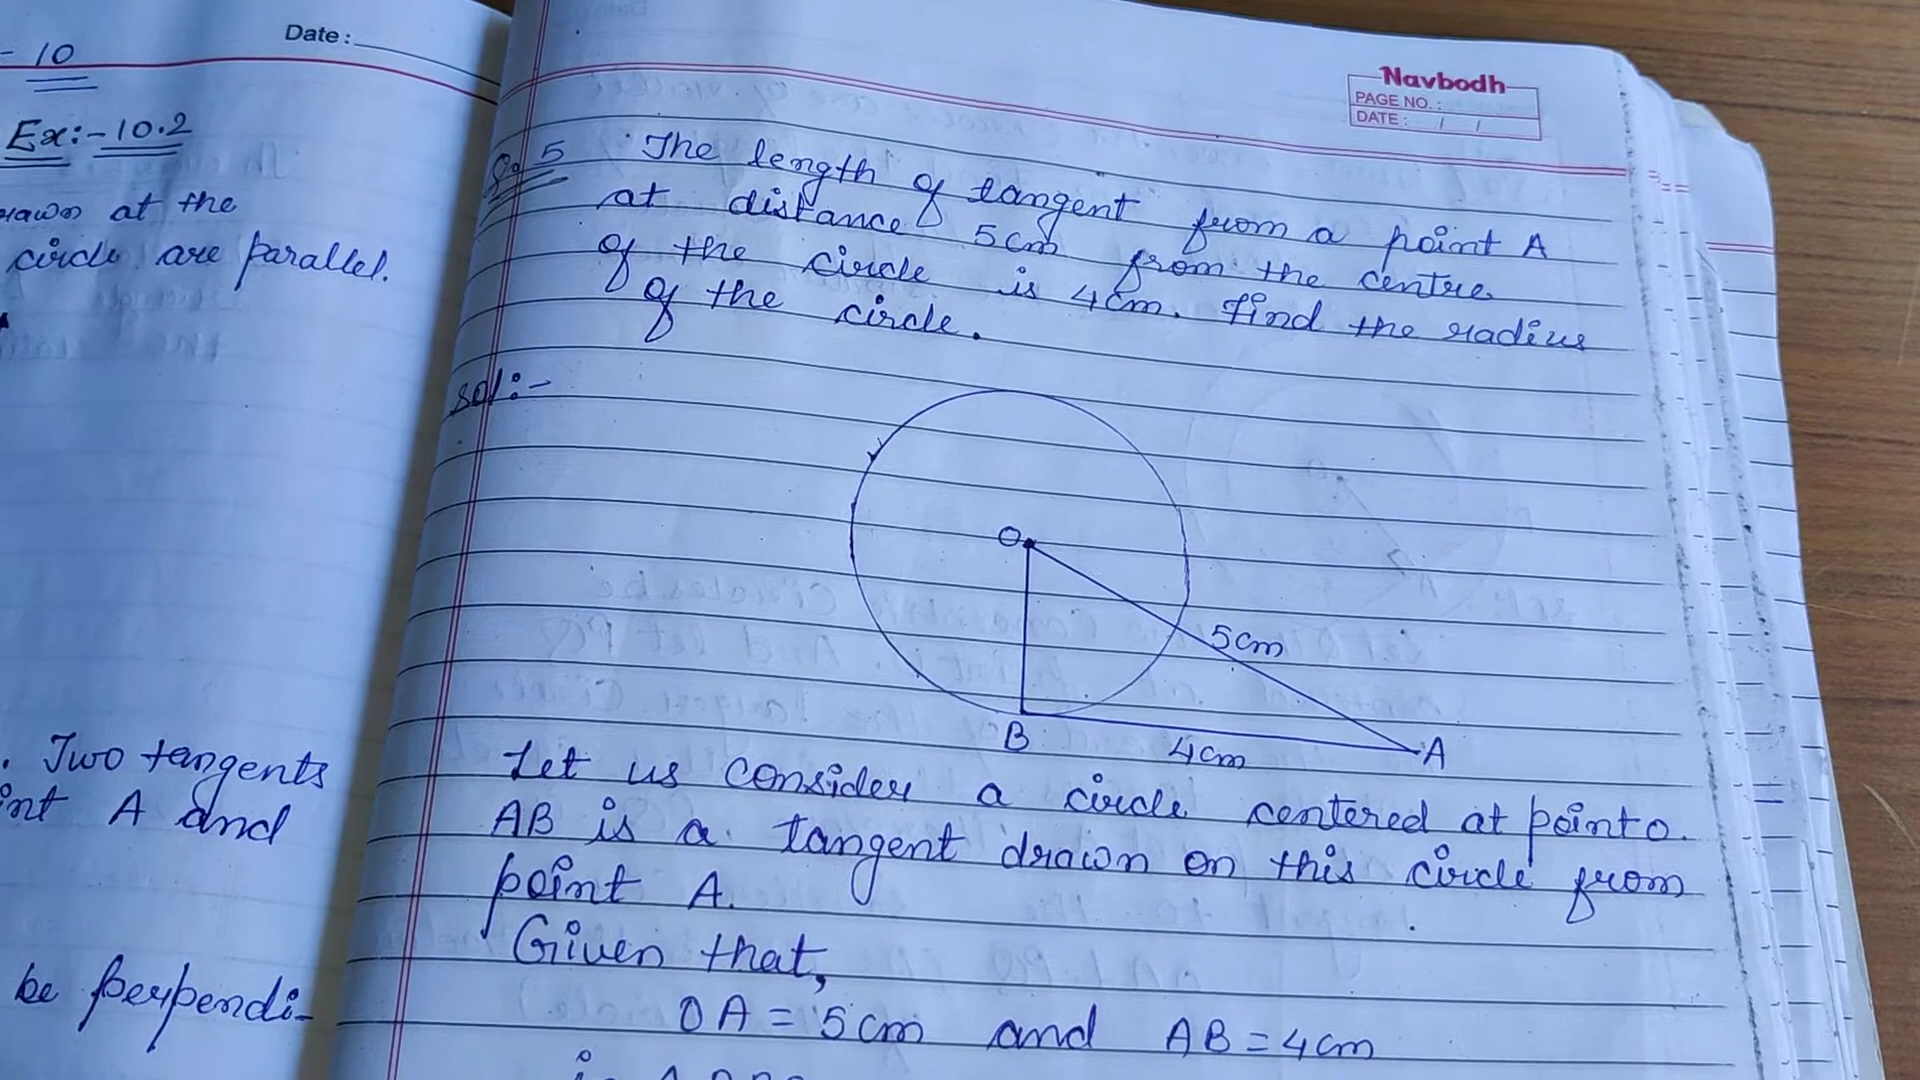 - 10
Date:
Ex:- 10.2
at the
circle are parallel.
. Two tangents
int A and
be perpendi-
Navbodh
PAGE NO. :
DATE : / /
Q. 5 The length of tangent from a point A
at distance 5cm from the centre
of the circle is 4cm. find the radius
of the circle.
sol:-
O
5cm
B
4cm
A
Let us consider a circle centered at point O.
AB is a tangent drawn on this circle from
point A.
Given that,
OA = 5cm and AB = 4cm